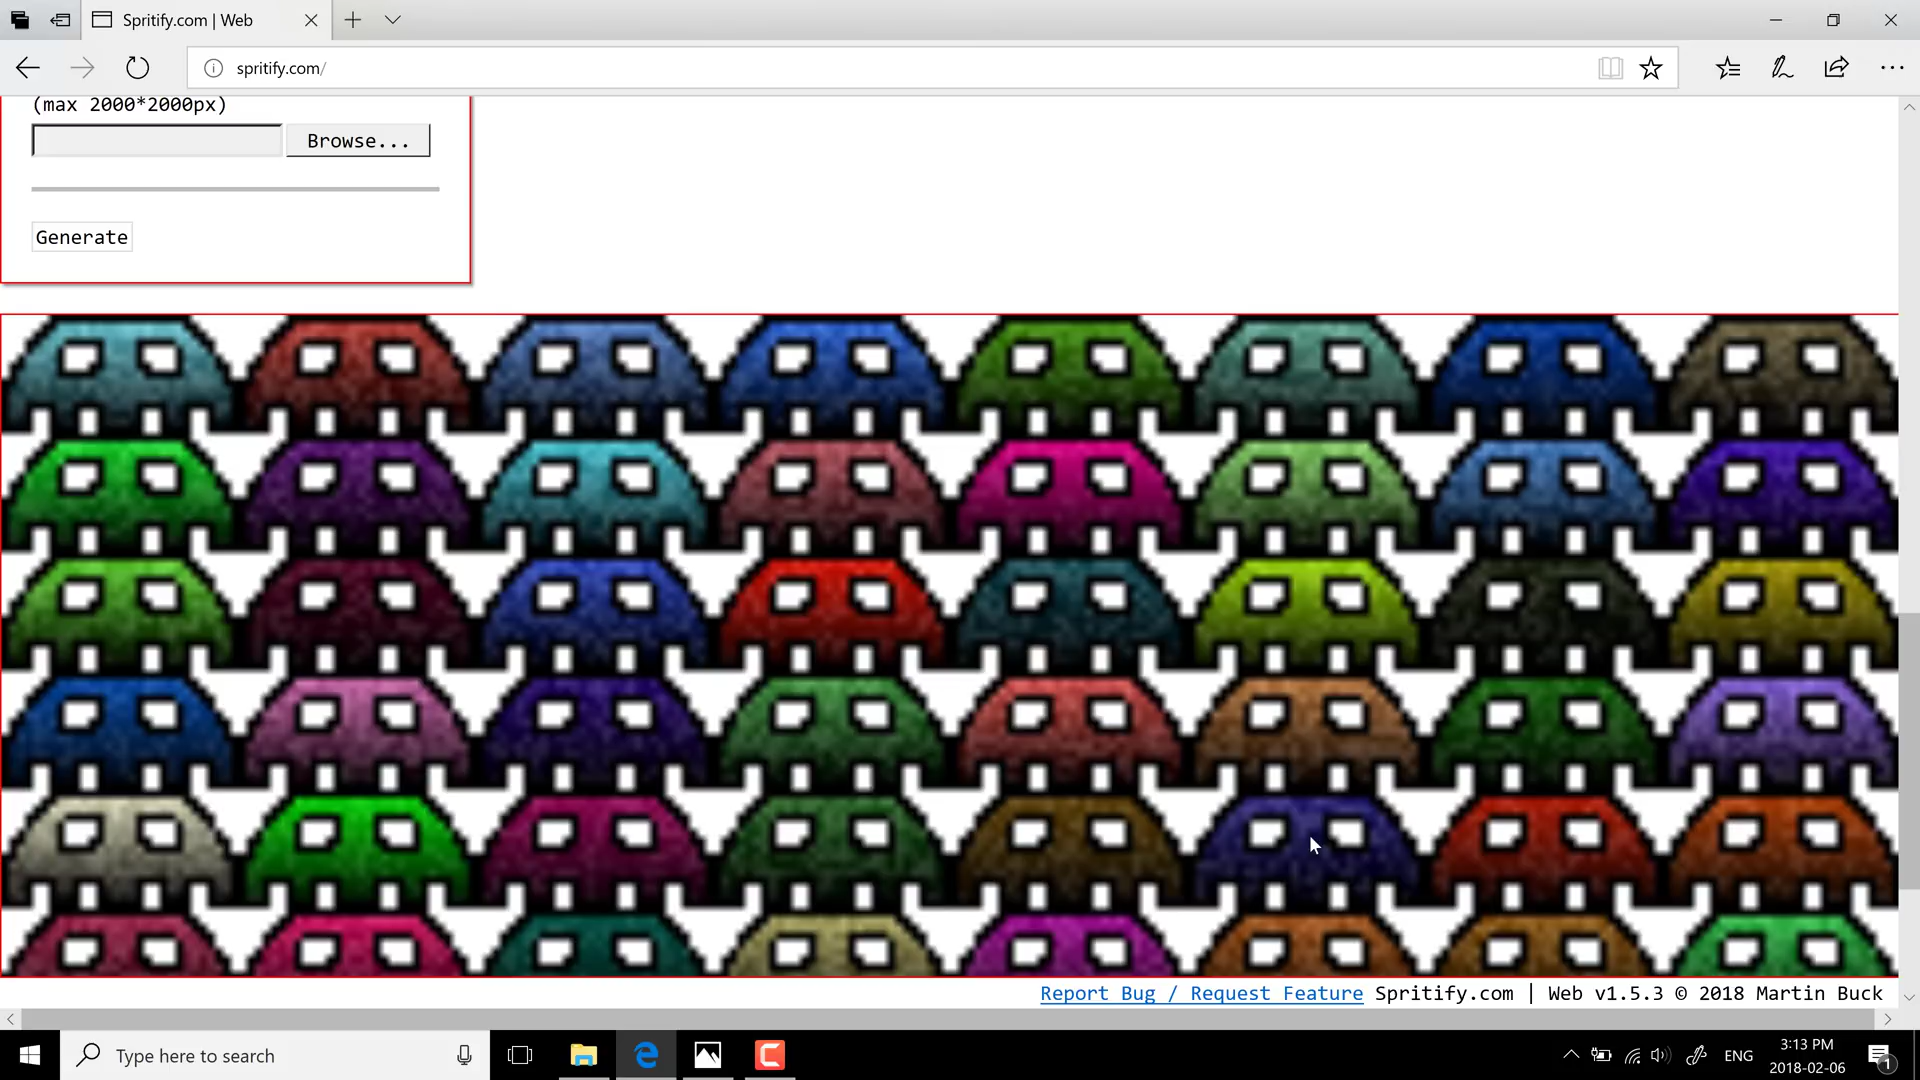 Spritify.com | Web
spritify.com/
(max 2000*2000px)
Browse...
Generate
Report Bug / Request Feature Spritify.com | Web v1.5.3 © 2018 Martin Buck
Type here to search
ENG
3:13 PM
2018-02-06
1